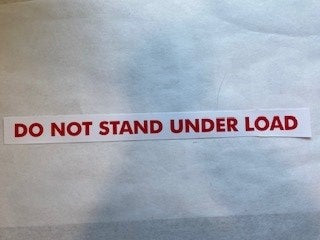 DO NOT STAND UNDER LOAD